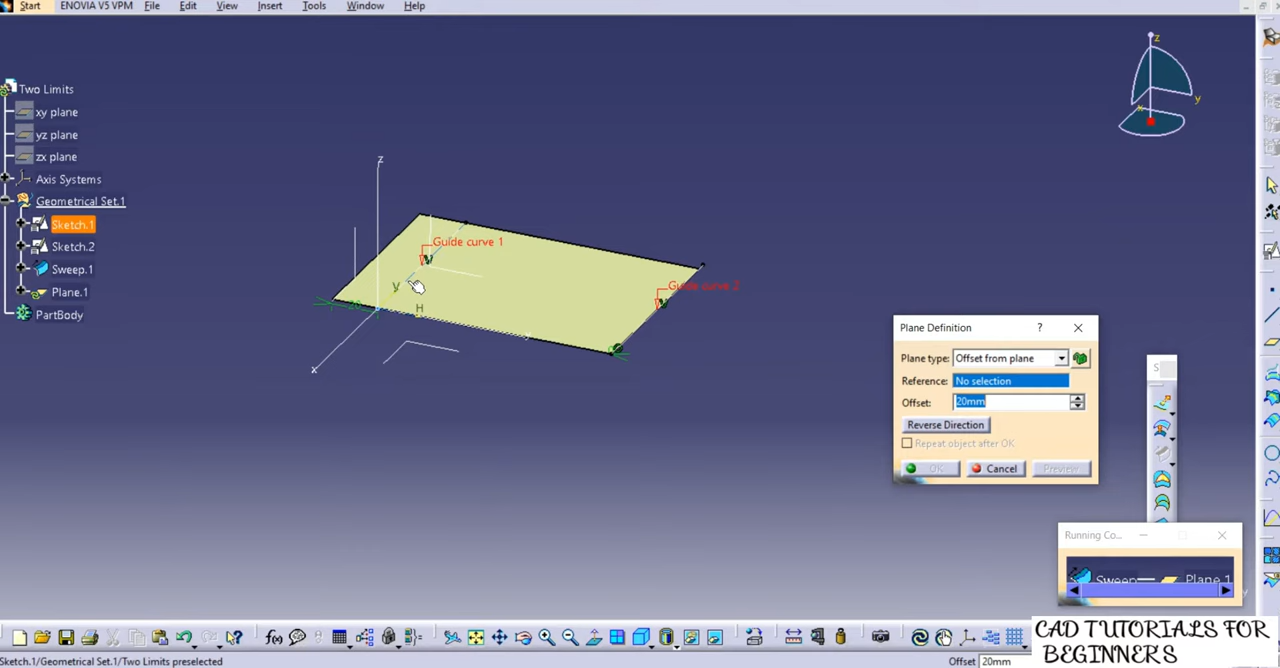 Start ENOVIA V5 VPM File Edit View Insert Tools Window Help
Two Limits
xy plane
yz plane
zx plane
Axis Systems
Geometrical Set.1
Sketch.1
Sketch.2
Sweep.1
Plane.1
PartBody
z
x
y
H
20
Guide curve 1
V
Guide curve 2
V
z
y
x
Plane Definition ?
Plane type: Offset from plane
Reference: No selection
Offset: 20mm
Reverse Direction
Repeat object after OK
OK Cancel Preview
S
Running Co...
Sweep Plane.1
f(x)
CAD TUTORIALS FOR
BEGINNERS
Sketch.1/Geometrical Set.1/Two Limits preselected Offset 20mm